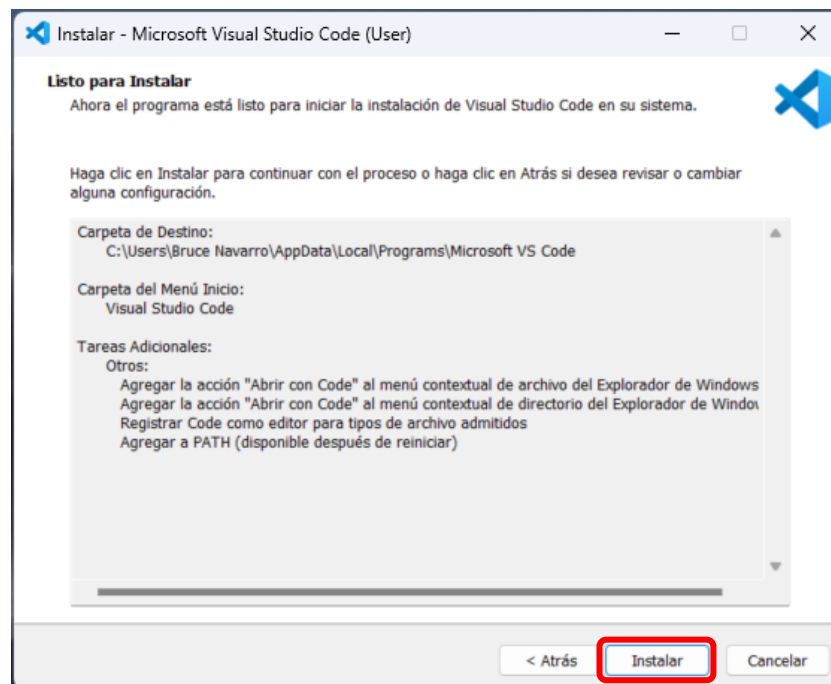 Instalar - Microsoft Visual Studio Code (User)
Listo para Instalar
Ahora el programa está listo para iniciar la instalación de Visual Studio Code en su sistema.
Haga clic en Instalar para continuar con el proceso o haga clic en Atrás si desea revisar o cambiar
alguna configuración.
Carpeta de Destino:
C:\Users\Bruce Navarro\AppData\Local\Programs\Microsoft VS Code
Carpeta del Menú Inicio:
Visual Studio Code
Tareas Adicionales:
Otros:
Agregar la acción "Abrir con Code" al menú contextual de archivo del Explorador de Windows
Agregar la acción "Abrir con Code" al menú contextual de directorio del Explorador de
Registrar Code como editor para tipos de archivo admitidos
Agregar a PATH (disponible después de reiniciar)
< Atrás
Instalar
Cancelar